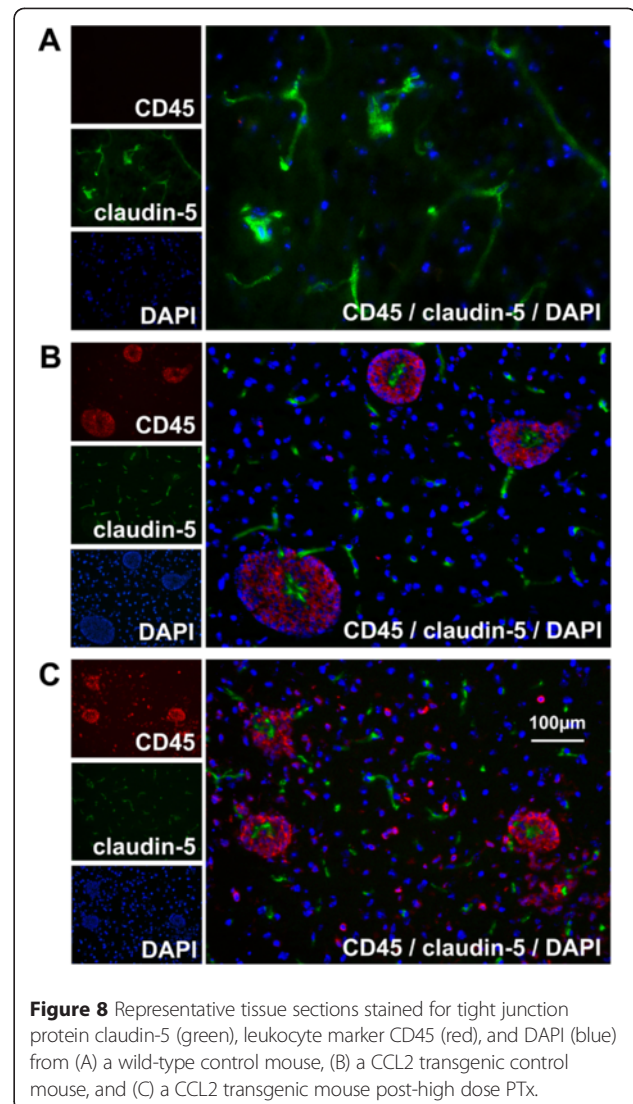 A
CD45
claudin-5
DAPI
CD45 / claudin-5 / DAPI
B
CD45
claudin-5
DAPI
CD45 / claudin-5 / DAPI
C
CD45
claudin-5
DAPI
100µm
CD45 / claudin-5 / DAPI
Figure 8 Representative tissue sections stained for tight junction
protein claudin-5 (green), leukocyte marker CD45 (red), and DAPI (blue)
from (A) a wild-type control mouse, (B) a CCL2 transgenic control
mouse, and (C) a CCL2 transgenic mouse post-high dose PTx.